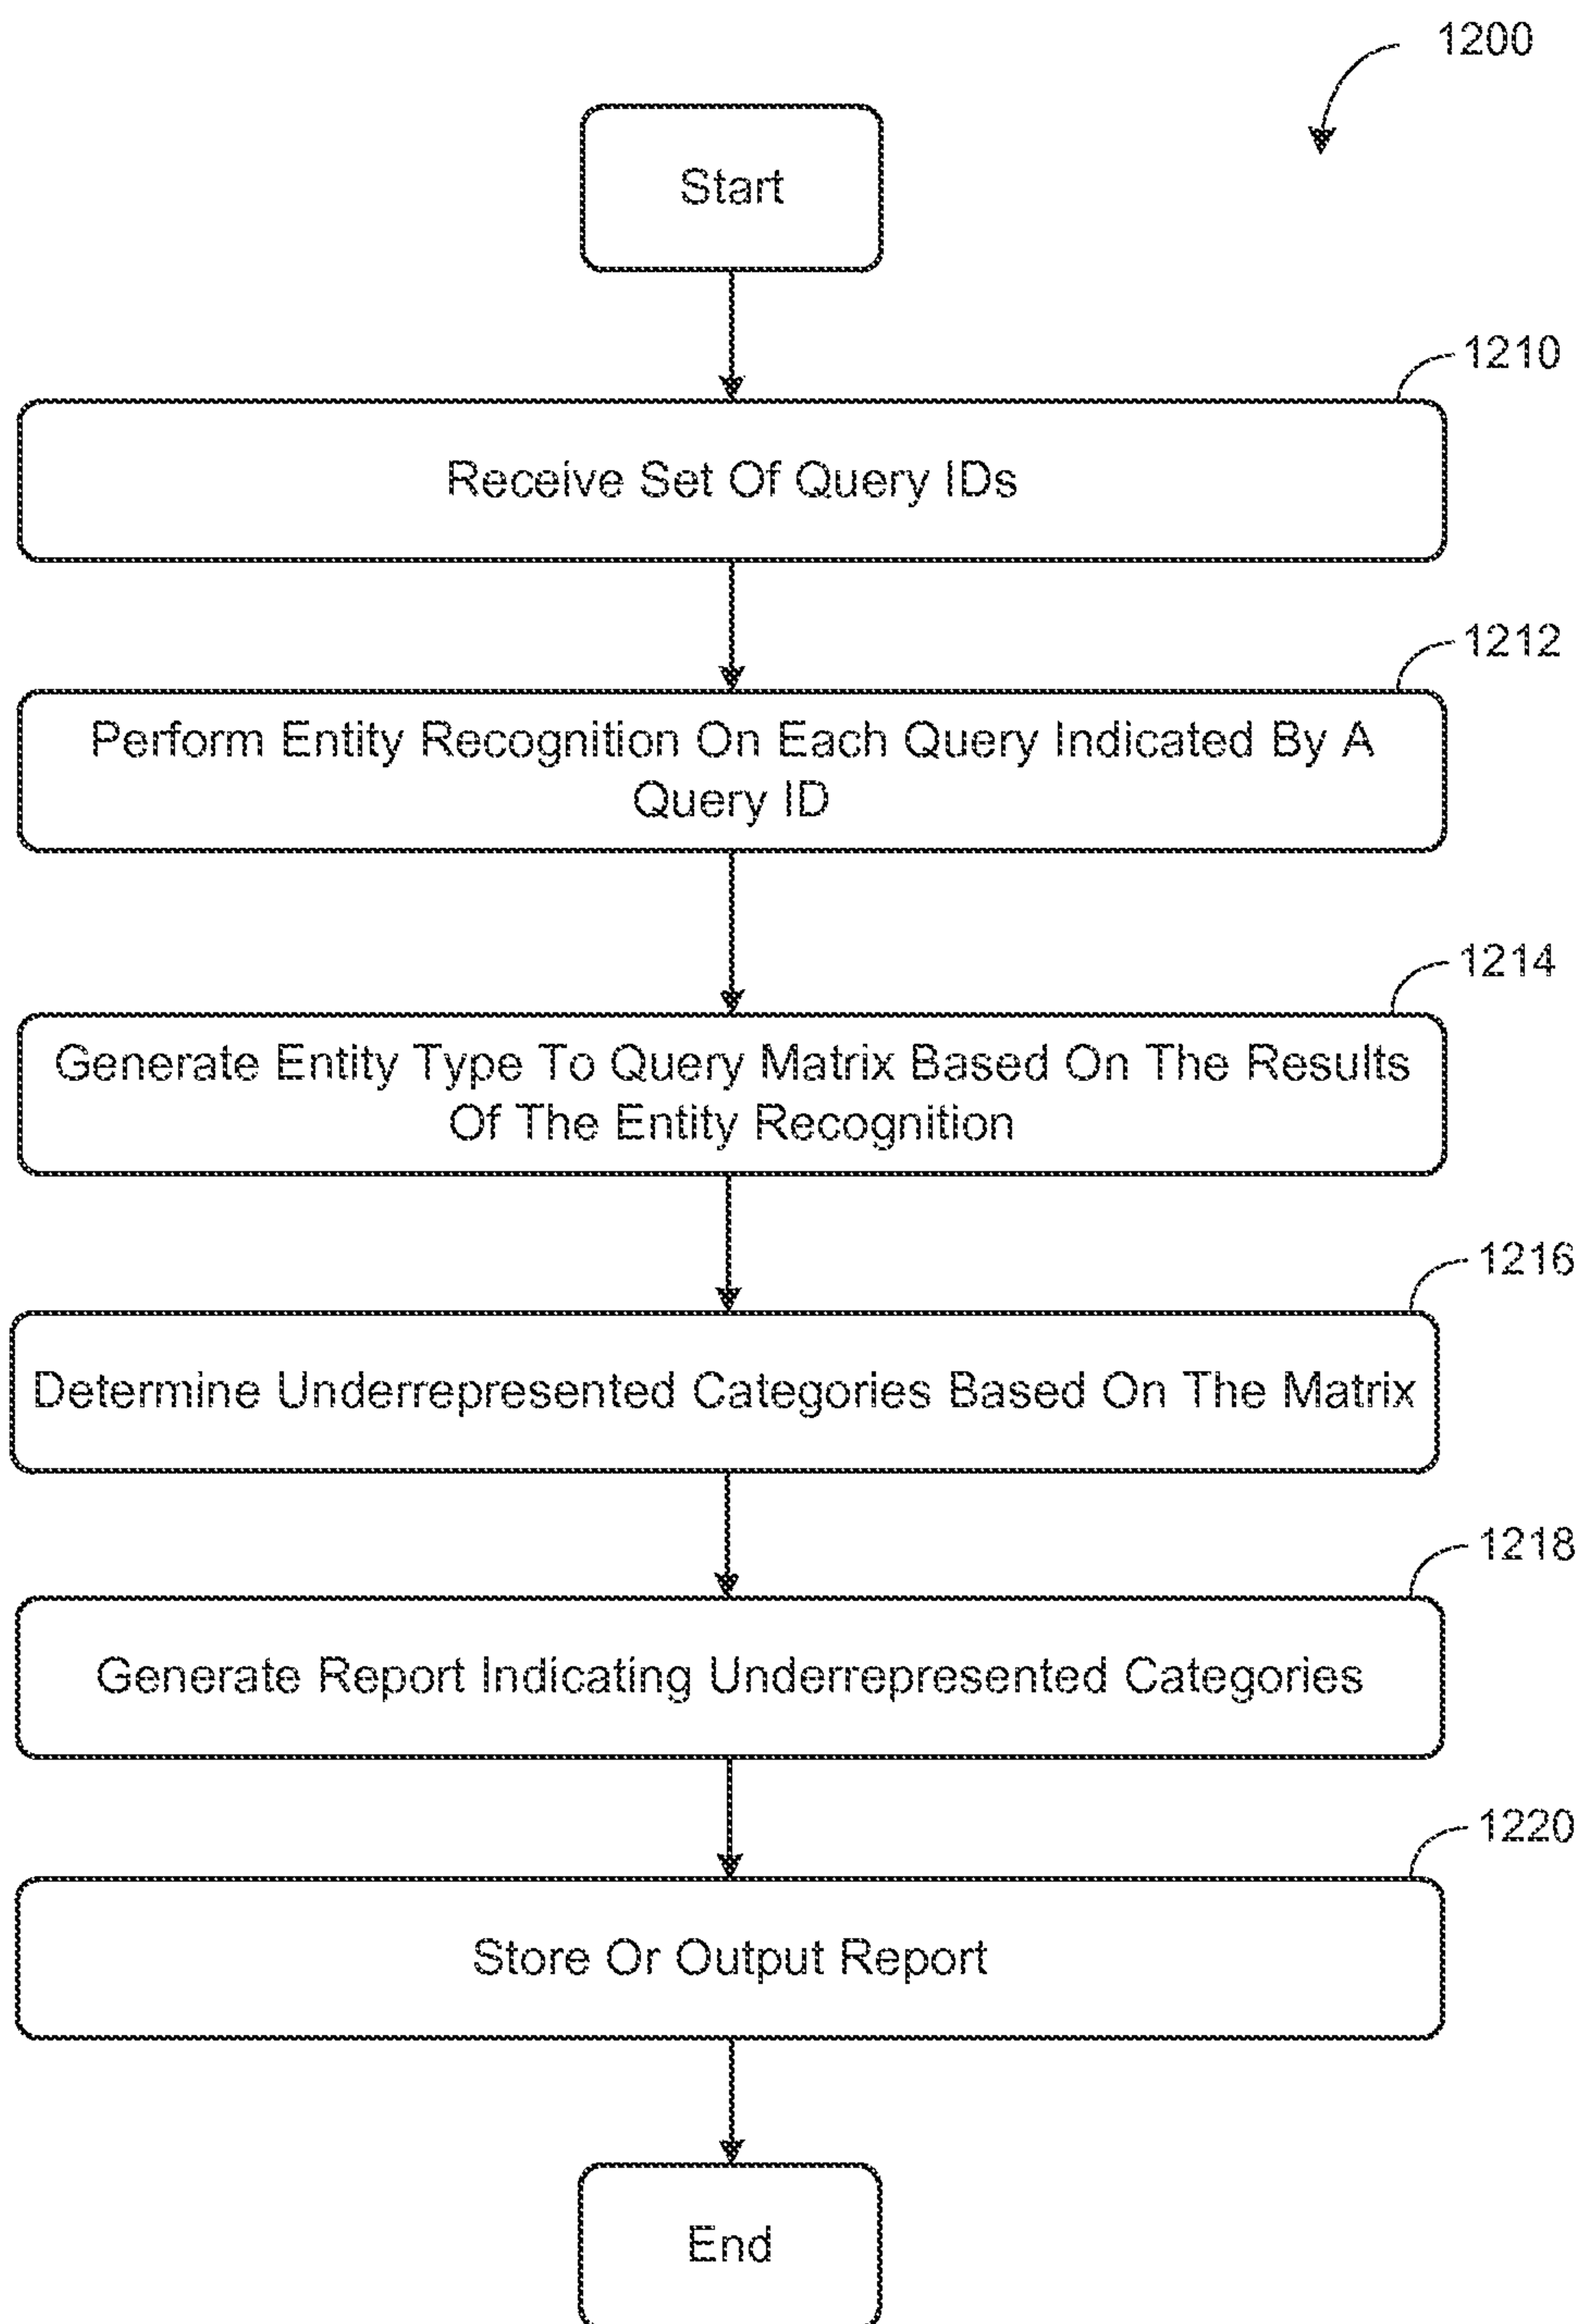 1200
Start
1210
Receive Set Of Query IDs
1212
Perform Entity Recognition On Each Query Indicated By A
Query ID
1214
Generate Entity Type To Query Matrix Based On The Results
Of The Entity Recognition
1216
Determine Underrepresented Categories Based On The Matrix
1218
Generate Report Indicating Underrepresented Categories
1220
Store Or Output Report
End